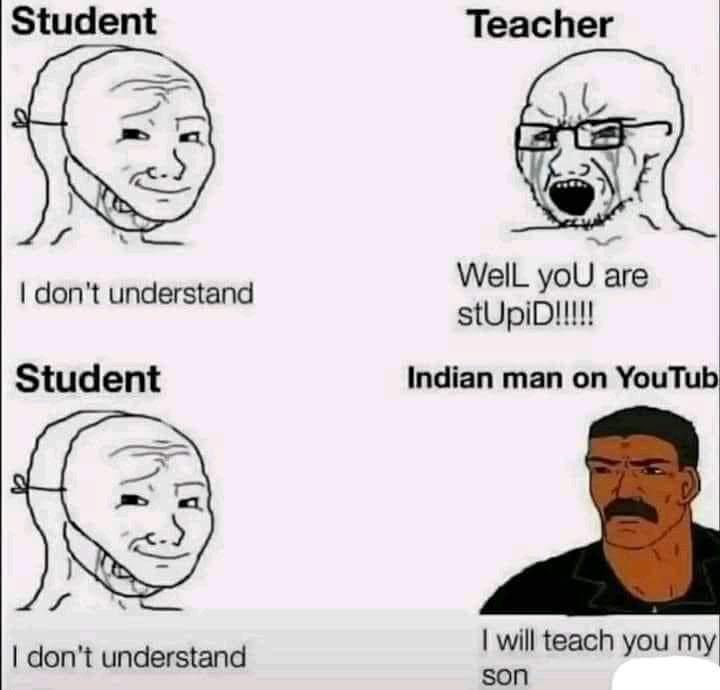 Student
Teacher
I don't understand
WelL yoU are
stUpiD!!!!!
Student
Indian man on YouTub
I don't understand
I will teach you my
son